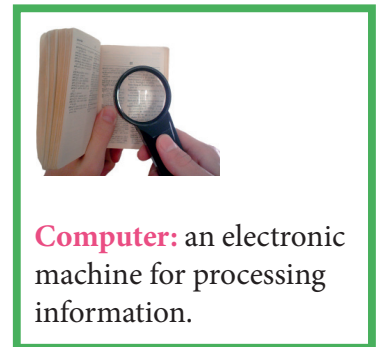 Computer: an electronic
machine for processing
information.